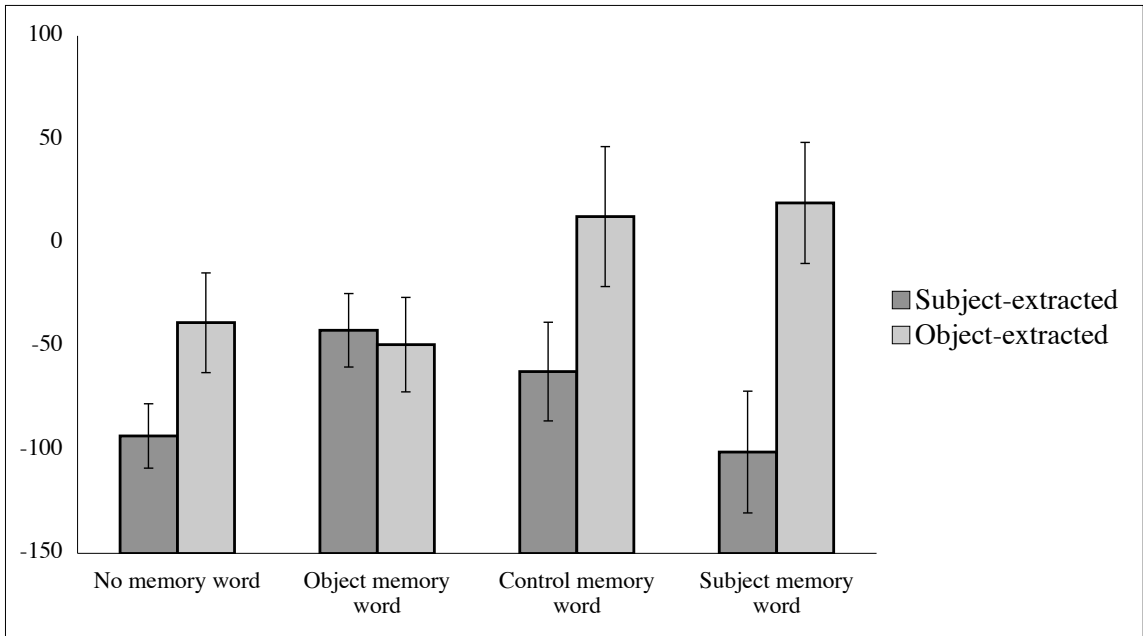 100
50
0
-50
-100
-150
No memory word
Object memory
word
Control memory
word
Subject memory
word
Subject-extracted
Object-extracted